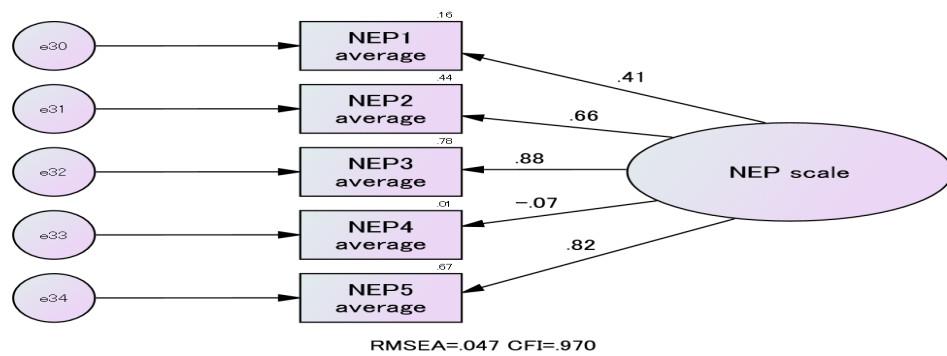 .16
e30
NEP1
average
.41
.44
e31
NEP2
average
.66
.78
e32
NEP3
average
.88
NEP scale
.01
e33
NEP4
average
-.07
.67
e34
NEP5
average
.82
RMSEA=.047 CFI=.970